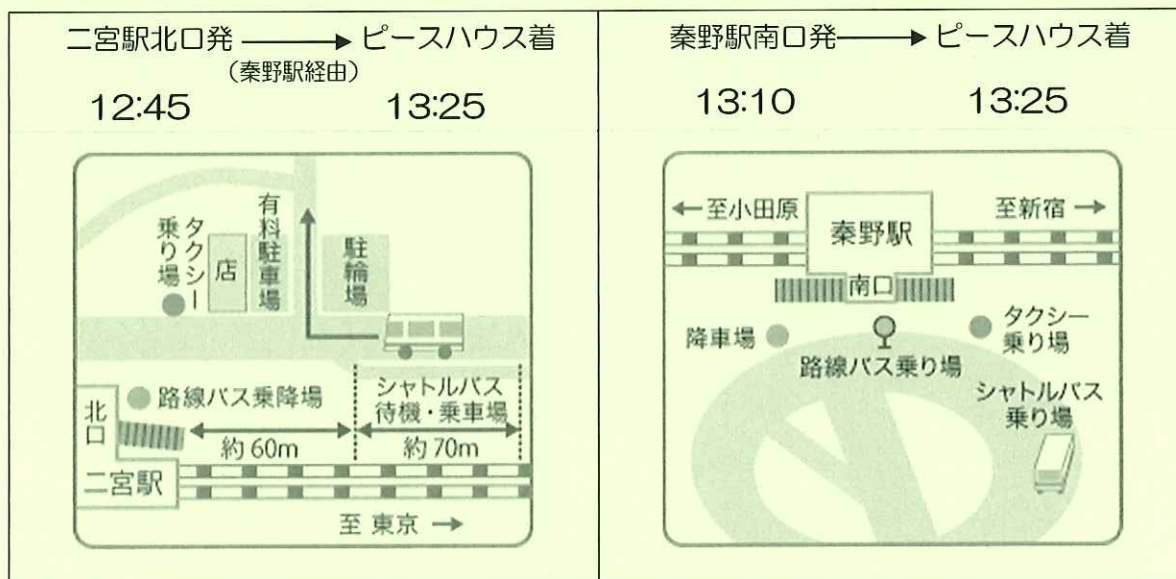 二宮駅北口発 → ピースハウス着
(秦野駅経由)
12:45 13:25
有料駐車場
タクシー
乗り場
店
駐輪場
路線バス乗降場
シャトルバス
待機・乗車場
北口
約60m
約70m
二宮駅
至 東京 →
秦野駅南口発 → ピースハウス着
13:10 13:25
←至小田原
秦野駅
至新宿→
南口
降車場
路線バス乗り場
タクシー
乗り場
シャトルバス
乗り場